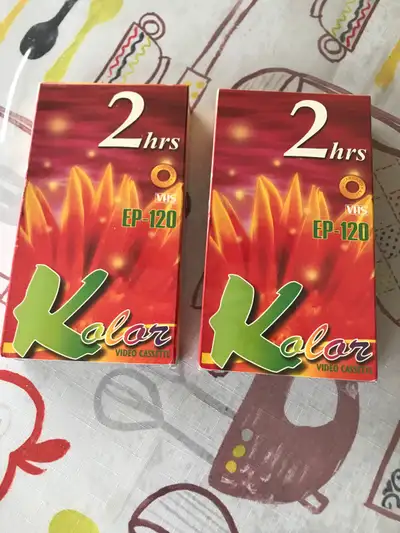 2hrs
VHS
EP-120
Kolor
VIDEO CASSETTE
2hrs
VHS
EP-120
Kolor
VIDEO CASSETTE